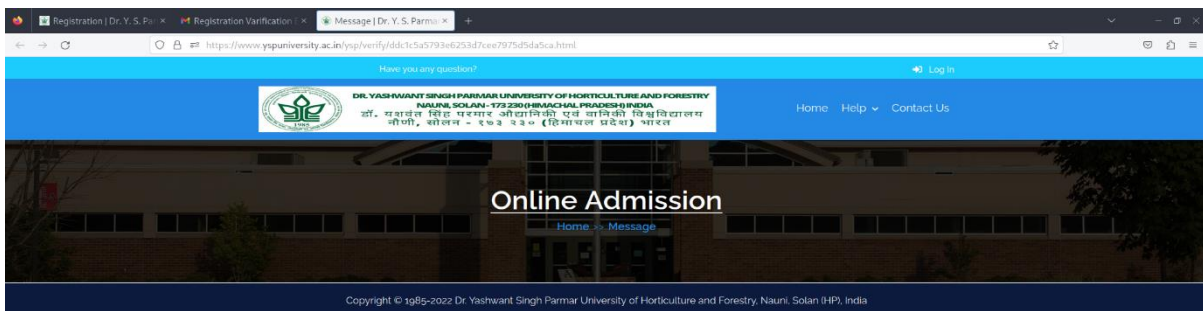 Registration | Dr. Y. S. Par
Registration Varification
Message | Dr. Y. S. Parmar
https://www.yspuniversity.ac.in/ysp/verify/ddc1c5a5793e6253d7cee7975d5da5ca.html
Have you any question?
Log In
DR. YASHWANT SINGH PARMAR UNIVERSITY OF HORTICULTURE AND FORESTRY
NAUNI, SOLAN - 173 230 (HIMACHAL PRADESH) INDIA
डॉ. यशवंत सिंह परमार औद्यानिकी एवं वानिकी विश्वविद्यालय
नौणी, सोलन - १७३ २३० (हिमाचल प्रदेश) भारत
1985
Home Help Contact Us
Online Admission
Home >> Message
Copyright © 1985-2022 Dr. Yashwant Singh Parmar University of Horticulture and Forestry, Nauni, Solan (HP), India